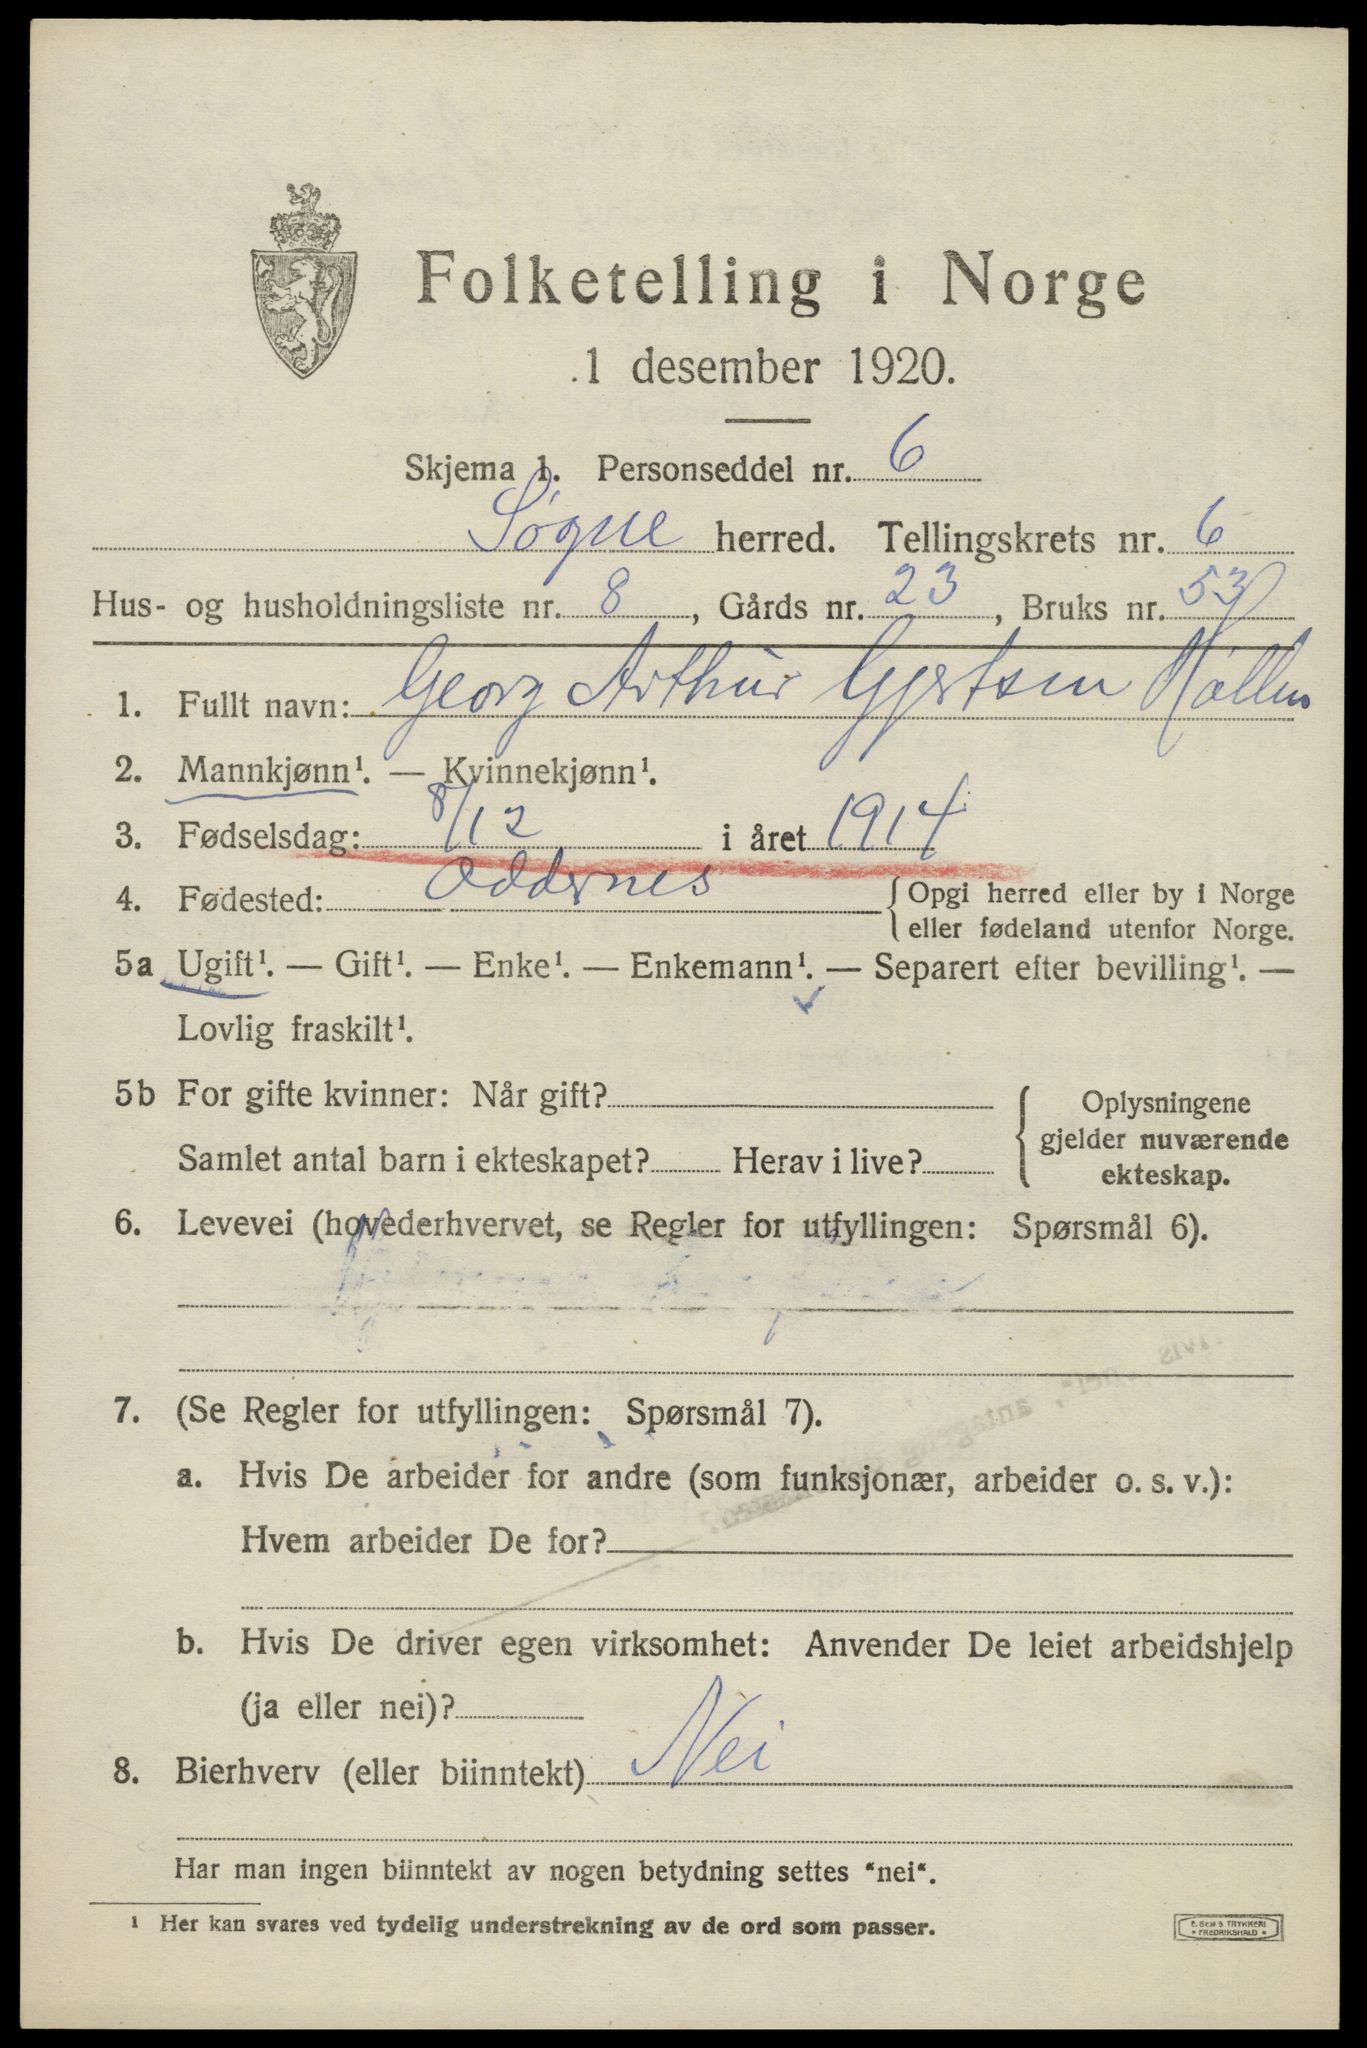 Folketelling i Norge
1 desember 1920.
Skjema 1. Personseddel nr. 6
Søgne herred. Tellingskrets nr. 6
Hus- og husholdningsliste nr. 8, Gårds nr. 23, Bruks nr. 53
1. Fullt navn: Georg Arthur Gjertsen
2. Mannkjønn¹. — Kvinnekjønn¹.
3. Fødselsdag: 8/12 i året 1914
4. Fødested: Oddernes { Opgi herred eller by i Norge
eller fødeland utenfor Norge.
5a Ugift¹. — Gift¹. — Enke¹. — Enkemann¹. — Separert efter bevilling¹. —
Lovlig fraskilt¹.
5b For gifte kvinner: Når gift? { Oplysningene
gjelder nuværende
Samlet antal barn i ekteskapet? Herav i live?
ekteskap.
6. Levevei (hovederhvervet, se Regler for utfyllingen: Spørsmål 6).
7. (Se Regler for utfyllingen: Spørsmål 7).
a. Hvis De arbeider for andre (som funksjonær, arbeider o. s. v.):
Hvem arbeider De for?
b. Hvis De driver egen virksomhet: Anvender De leiet arbeidshjelp
(ja eller nei)?
8. Bierhverv (eller biinntekt) Nei
Har man ingen biinntekt av nogen betydning settes "nei".
¹ Her kan svares ved tydelig understrekning av de ord som passer.
E. SEM S TRYKKERI
* FREDRIKSHALD *